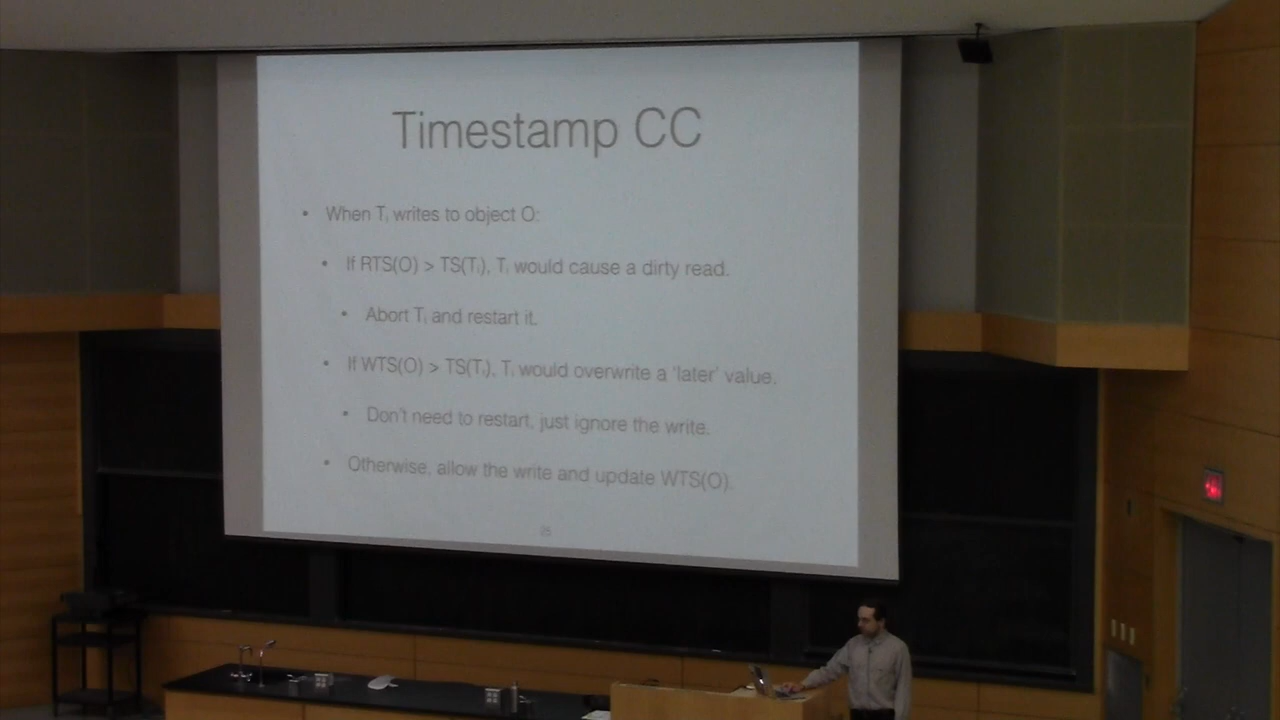 Timestamp CC
• When Tᵢ writes to object O:
• If RTS(O) > TS(Tᵢ), Tᵢ would cause a dirty read.
• Abort Tᵢ and restart it.
• If WTS(O) > TS(Tᵢ), Tᵢ would overwrite a 'later' value.
• Don't need to restart, just ignore the write.
• Otherwise, allow the write and update WTS(O).